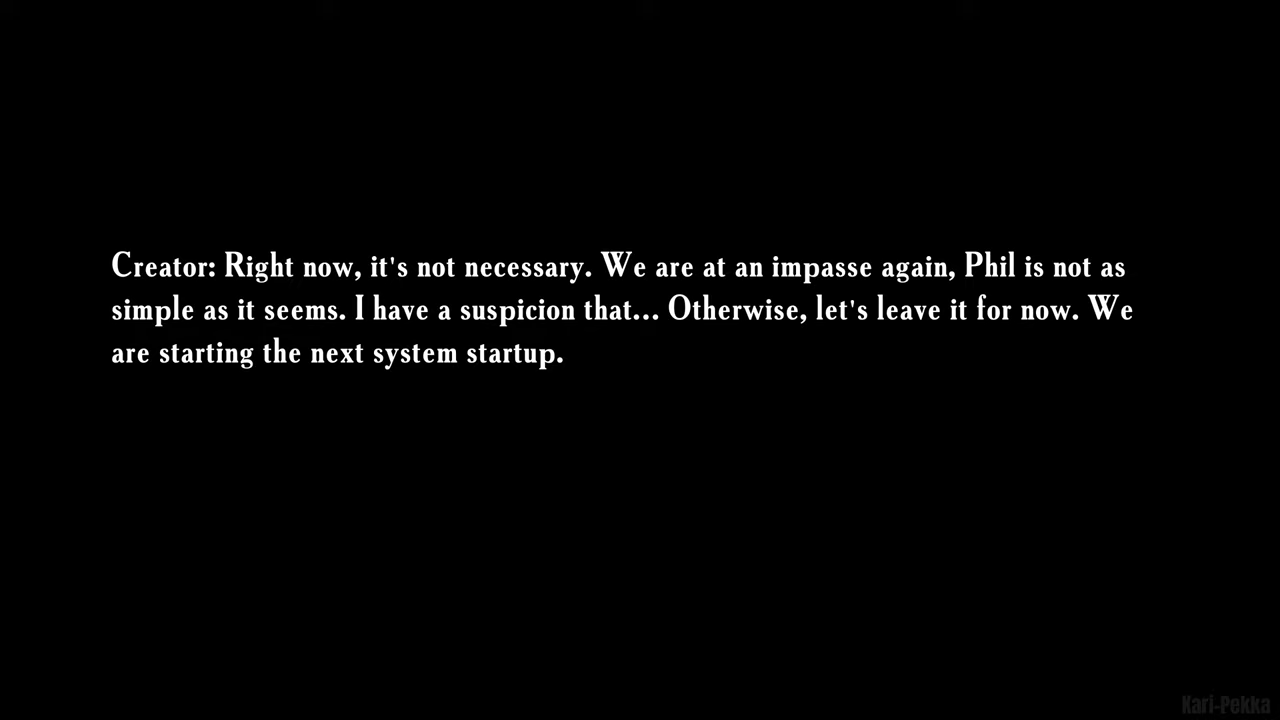 Creator: Right now, it's not necessary. We are at an impasse again, Phil is not as
simple as it seems. I have a suspicion that... Otherwise, let's leave it for now. We
are starting the next system startup.
Kari-Pekka